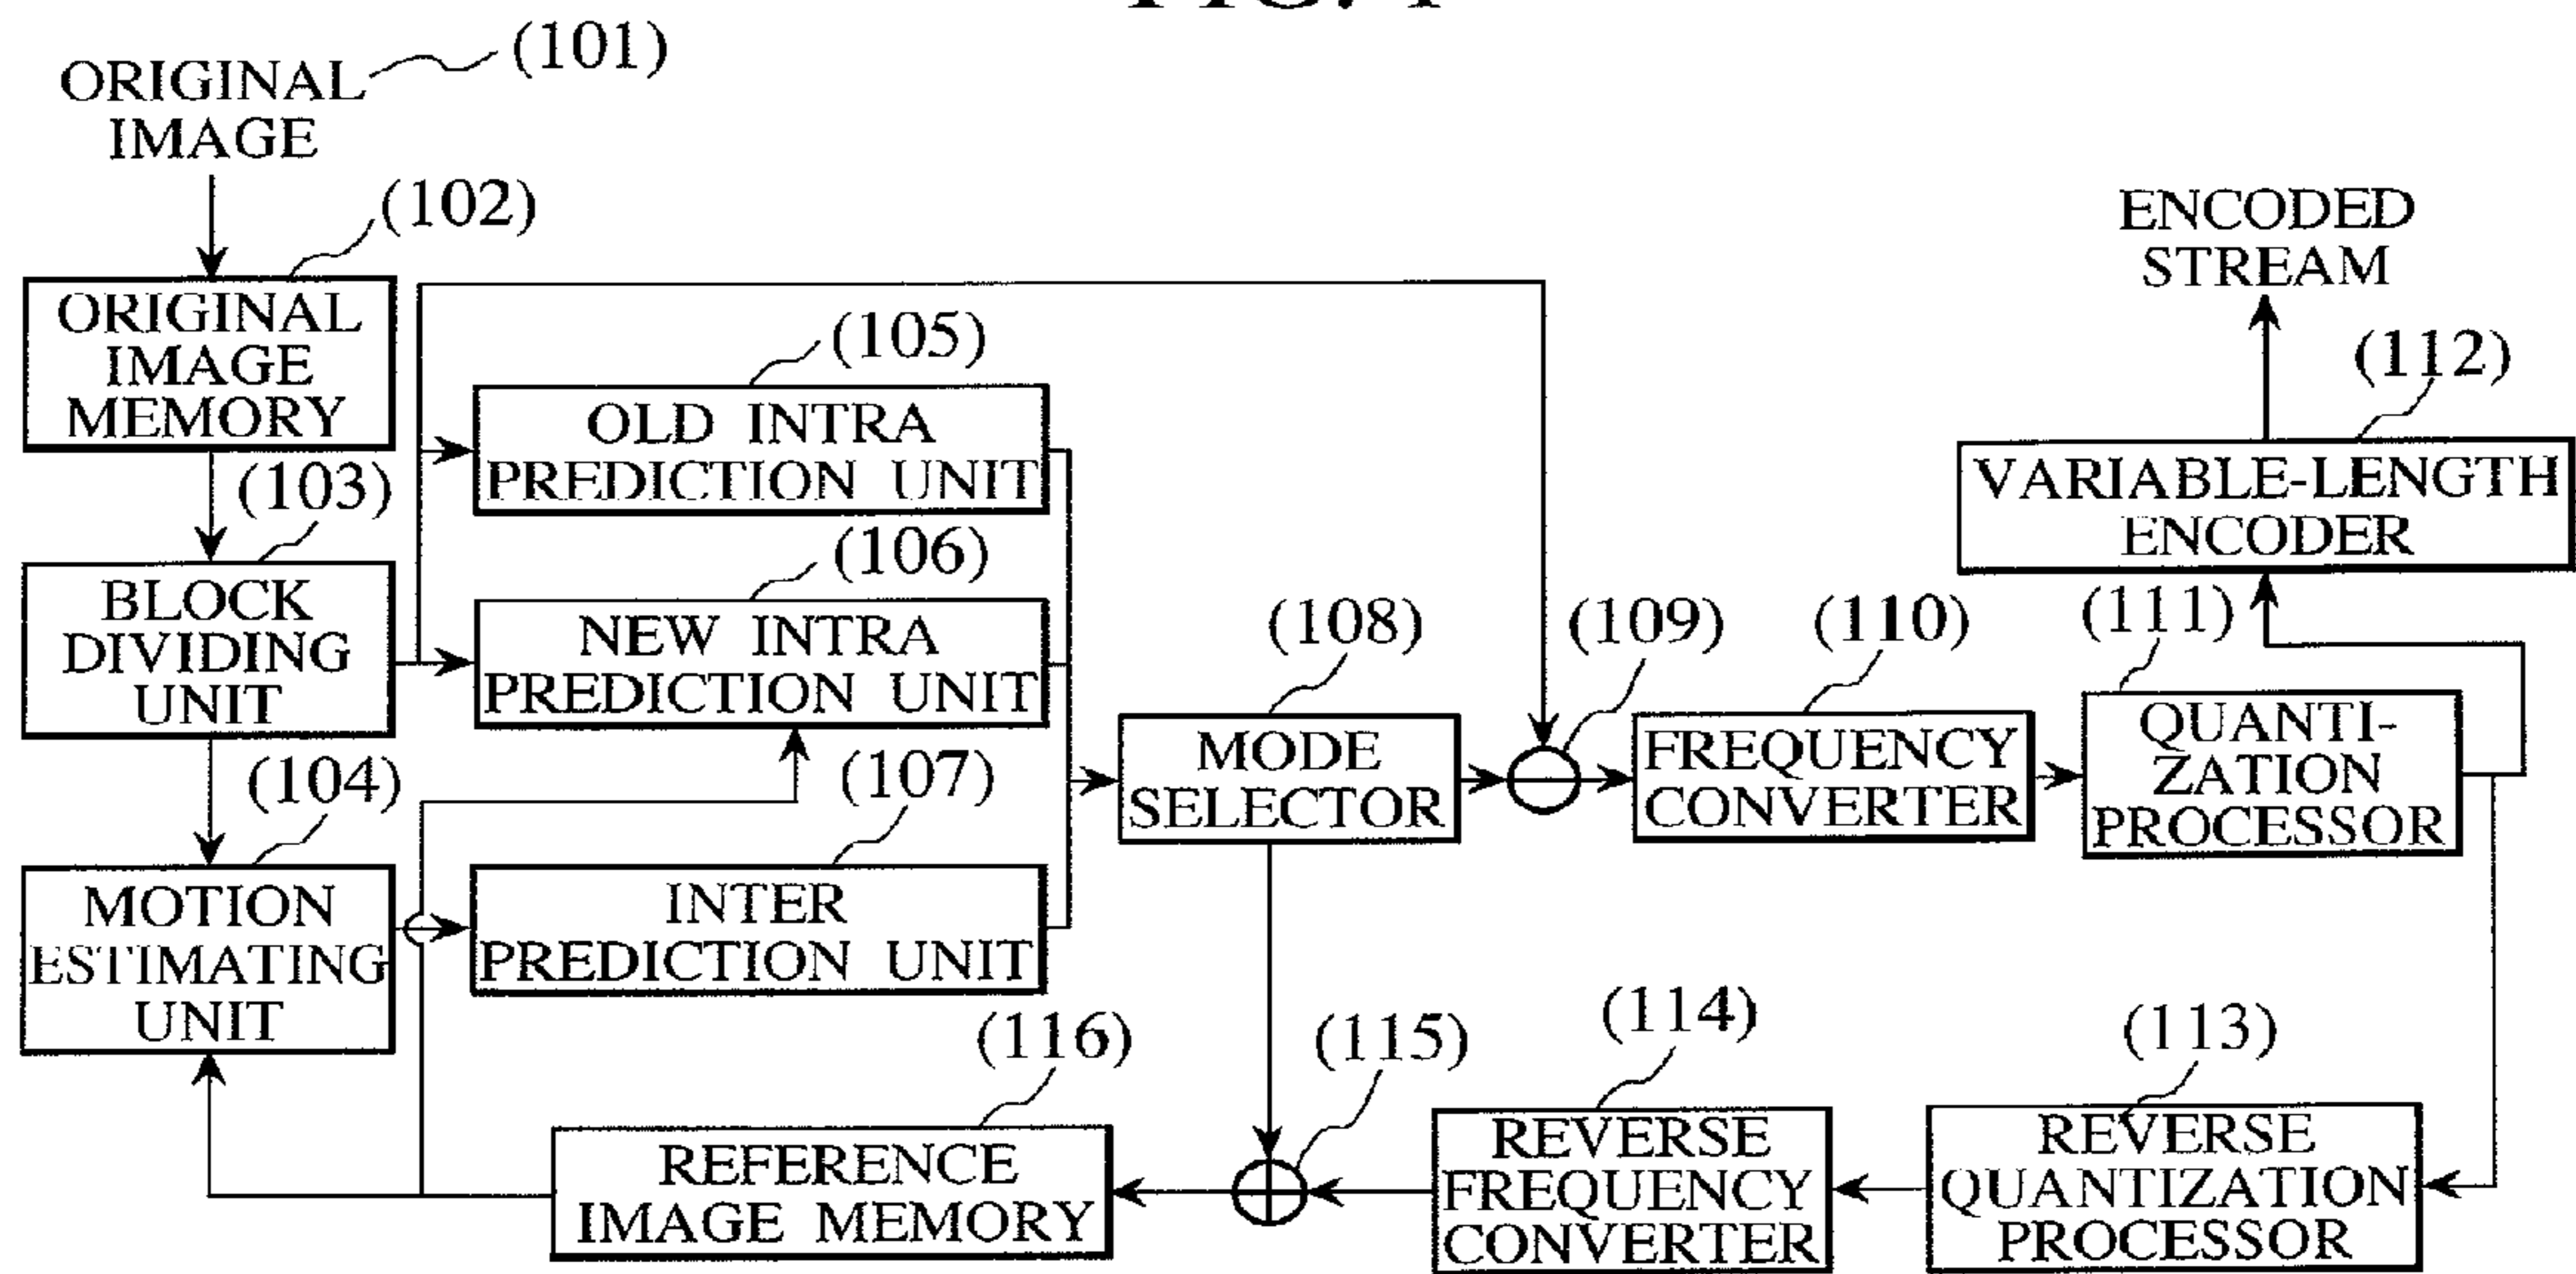 (101)
ORIGINAL
IMAGE
(102)
ORIGINAL
IMAGE
MEMORY
(103)
BLOCK
DIVIDING
UNIT
(104)
MOTION
ESTIMATING
UNIT
(105)
OLD INTRA
PREDICTION UNIT
(106)
NEW INTRA
PREDICTION UNIT
(107)
INTER
PREDICTION UNIT
(108)
MODE
SELECTOR
(109)
(110)
FREQUENCY
CONVERTER
(111)
QUANTI-
ZATION
PROCESSOR
ENCODED
STREAM
(112)
VARIABLE-LENGTH
ENCODER
(113)
REVERSE
QUANTIZATION
PROCESSOR
(114)
REVERSE
FREQUENCY
CONVERTER
(115)
(116)
REFERENCE
IMAGE MEMORY